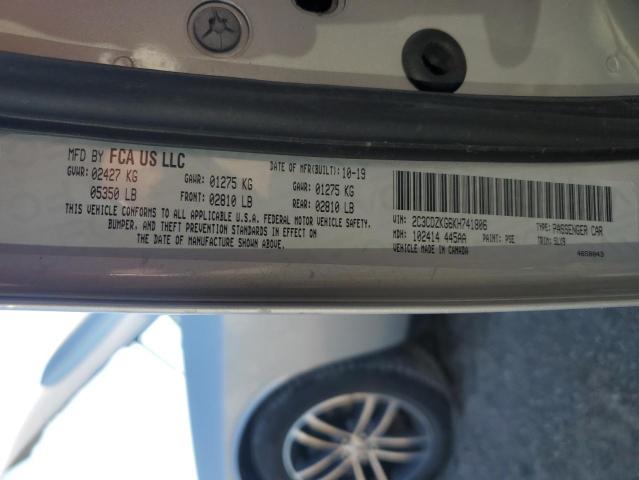 MFD BY FCA US LLC DATE OF MFR(BUILT): 10-19
GVWR: 02427 KG GAWR: 01275 KG GAWR: 01275 KG
05350 LB FRONT: 02810 LB REAR: 02810 LB
THIS VEHICLE CONFORMS TO ALL APPLICABLE U.S.A. FEDERAL MOTOR VEHICLE SAFETY,
BUMPER, AND THEFT PREVENTION STANDARDS IN EFFECT ON
THE DATE OF MANUFACTURE SHOWN ABOVE.
VIN: 2C3CDZKG6KH741806 TYPE: PASSENGER CAR
MDH: 102414 445AA PAINT: PSE TRIM: SLX9
VEHICLE MADE IN CANADA 4658043